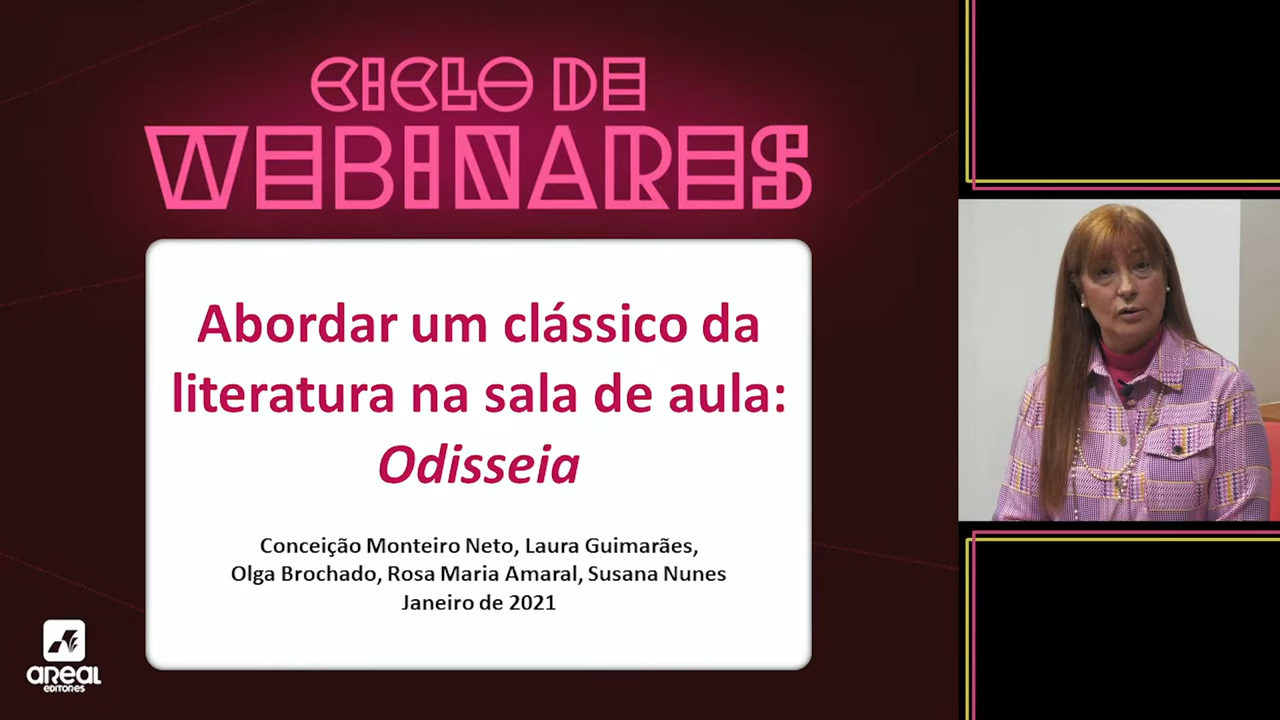 CICLO DE
WEBINARES
Abordar um clássico da
literatura na sala de aula:
Odisseia
Conceição Monteiro Neto, Laura Guimarães,
Olga Brochado, Rosa Maria Amaral, Susana Nunes
Janeiro de 2021
AREAL
EDITORES